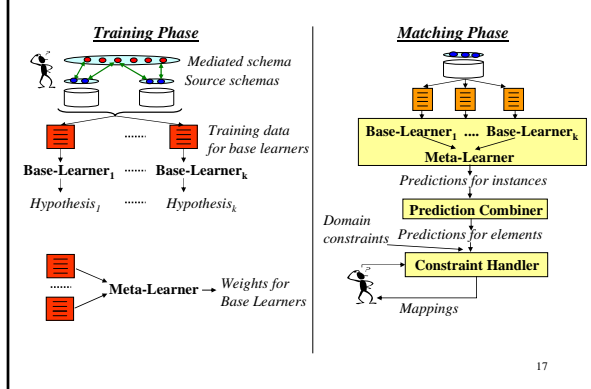 Training Phase
Mediated schema
Source schemas
Training data
for base learners
Base-Learner1 ...... Base-Learnerk
Hypothesis1 ...... Hypothesisk
Meta-Learner
Weights for
Base Learners
Matching Phase
Base-Learner1 .... Base-Learnerk
Meta-Learner
Predictions for instances
Prediction Combiner
Domain
constraints
Predictions for elements
Constraint Handler
Mappings
17